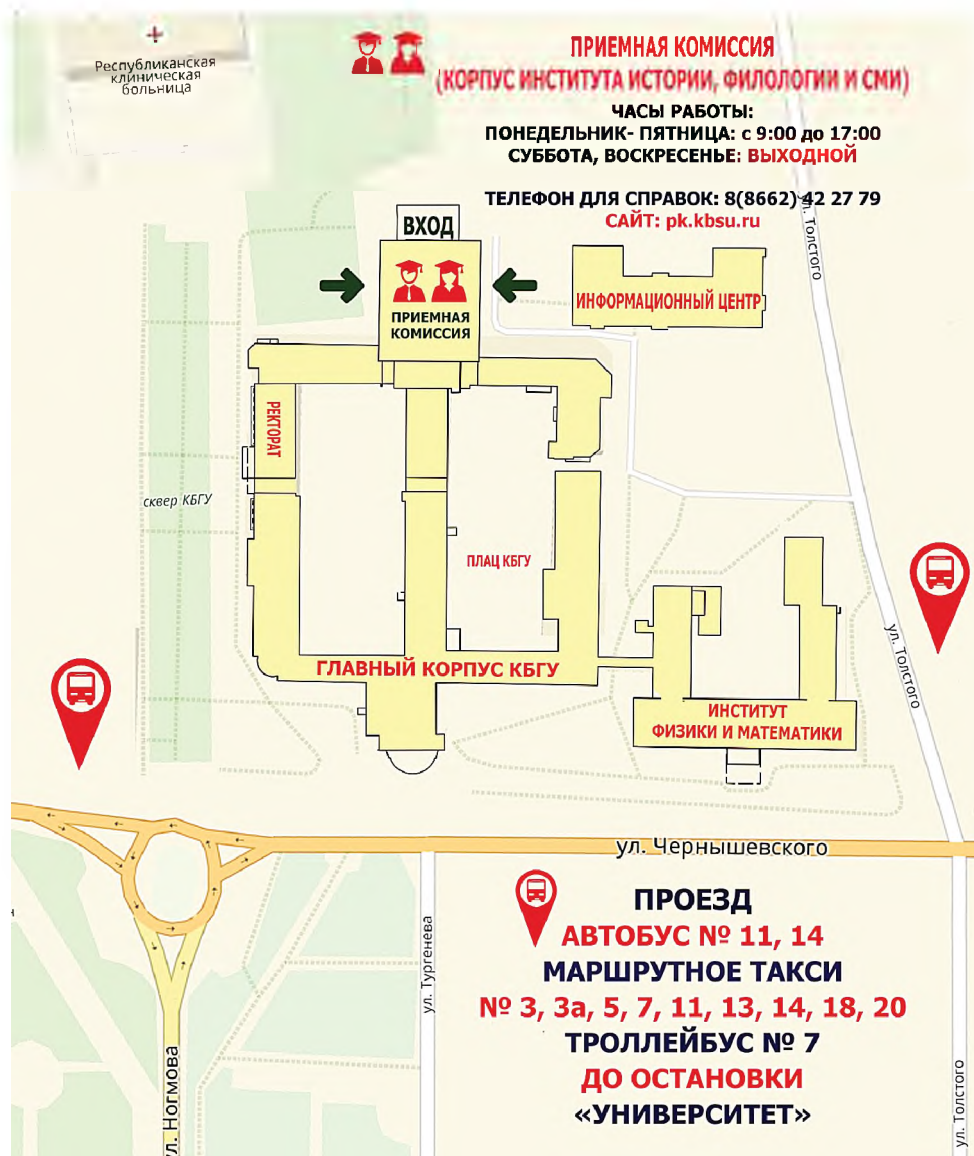 Республиканская
клиническая
больница
ПРИЕМНАЯ КОМИССИЯ
(КОРПУС ИНСТИТУТА ИСТОРИИ, ФИЛОЛОГИИ И СМИ)
ЧАСЫ РАБОТЫ:
ПОНЕДЕЛЬНИК- ПЯТНИЦА: с 9:00 до 17:00
СУББОТА, ВОСКРЕСЕНЬЕ: ВЫХОДНОЙ
ТЕЛЕФОН ДЛЯ СПРАВОК: 8(8662) 42 27 79
САЙТ: pk.kbsu.ru
ул. Толстого
ВХОД
ПРИЕМНАЯ
КОМИССИЯ
ИНФОРМАЦИОННЫЙ ЦЕНТР
РЕКТОРАТ
сквер КБГУ
ПЛАЦ КБГУ
ул. Толстого
ГЛАВНЫЙ КОРПУС КБГУ
ИНСТИТУТ
ФИЗИКИ И МАТЕМАТИКИ
ул. Чернышевского
ПРОЕЗД
АВТОБУС № 11, 14
МАРШРУТНОЕ ТАКСИ
№ 3, 3а, 5, 7, 11, 13, 14, 18, 20
ТРОЛЛЕЙБУС № 7
ДО ОСТАНОВКИ
«УНИВЕРСИТЕТ»
ул. Тургенева
ул. Ногмова
ул. Толстого